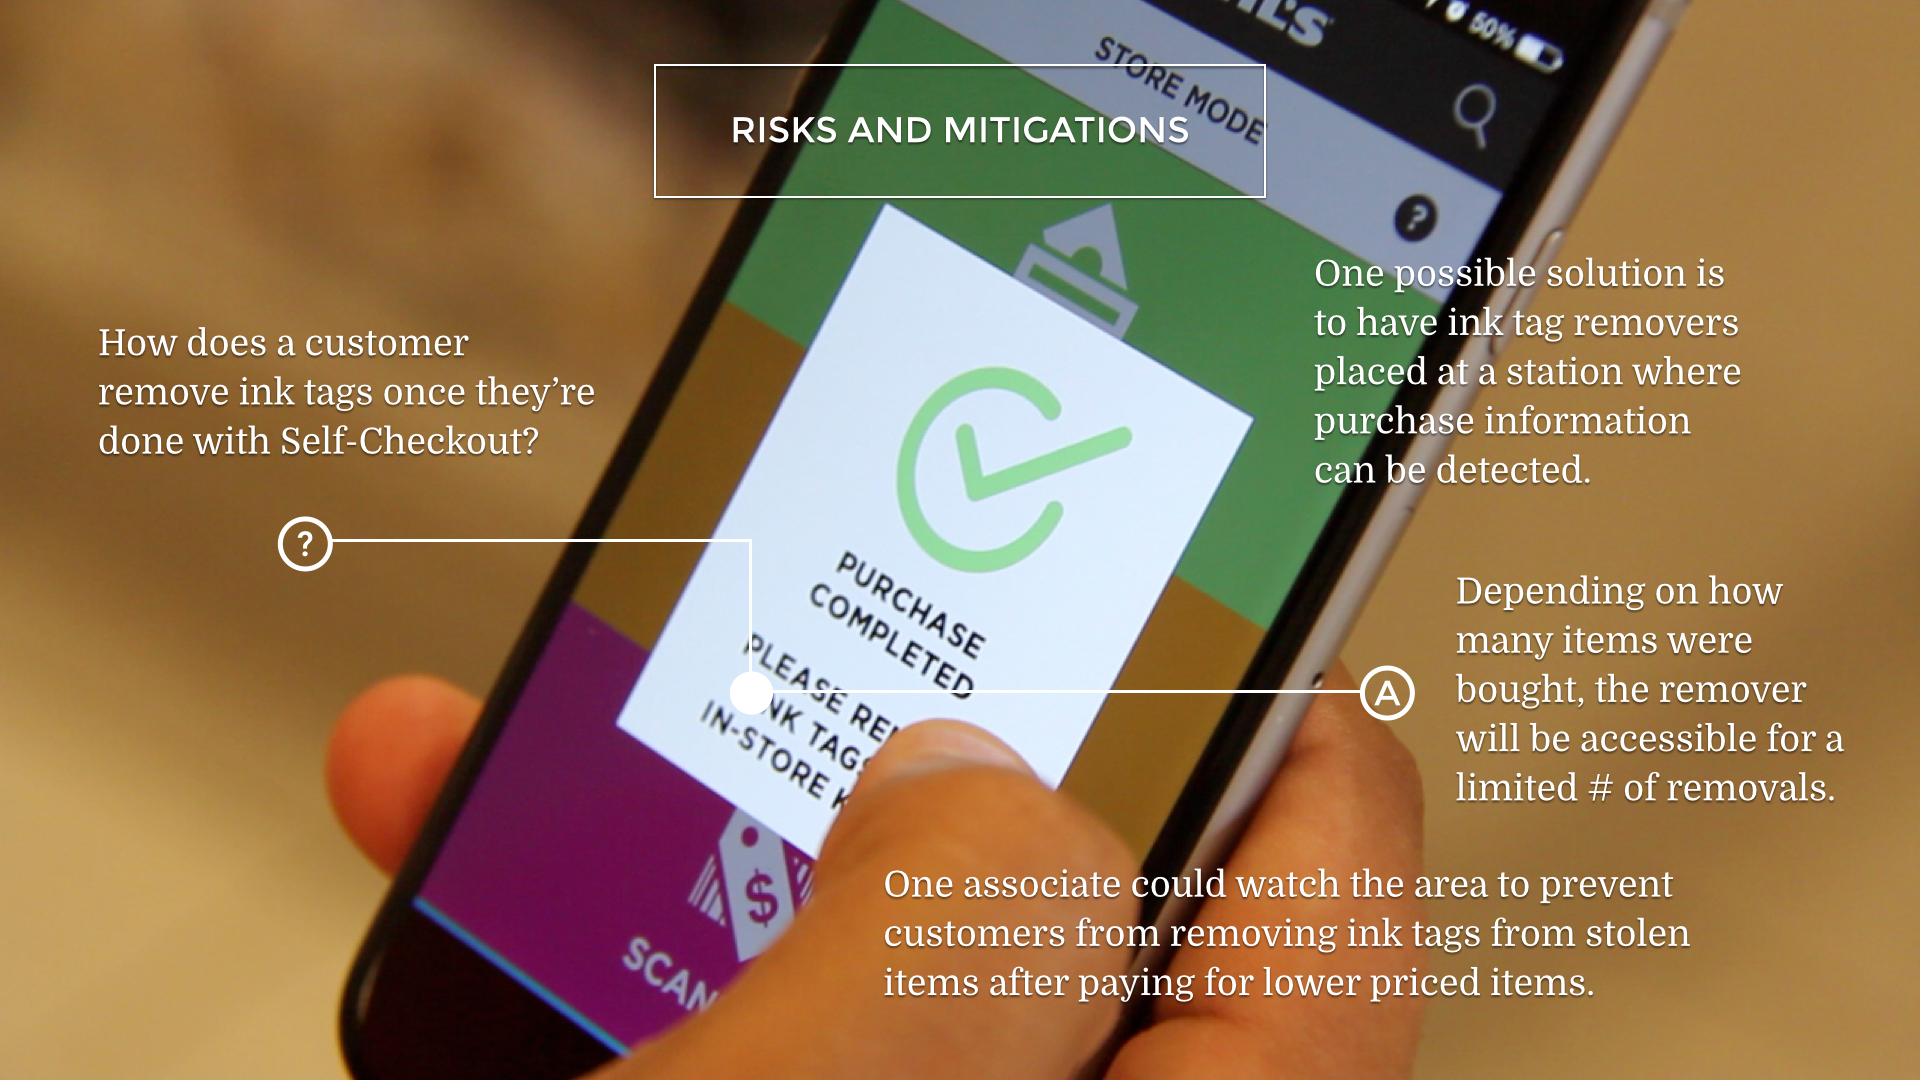 50%
STORE MODE
RISKS AND MITIGATIONS
?
One possible solution is
to have ink tag removers
placed at a station where
purchase information
can be detected.
How does a customer
remove ink tags once they’re
done with Self-Checkout?
?
PURCHASE
COMPLETED
PLEASE
TAGS
IN-STORE
A
Depending on how
many items were
bought, the remover
will be accessible for a
limited # of removals.
$
SCAN
One associate could watch the area to prevent
customers from removing ink tags from stolen
items after paying for lower priced items.